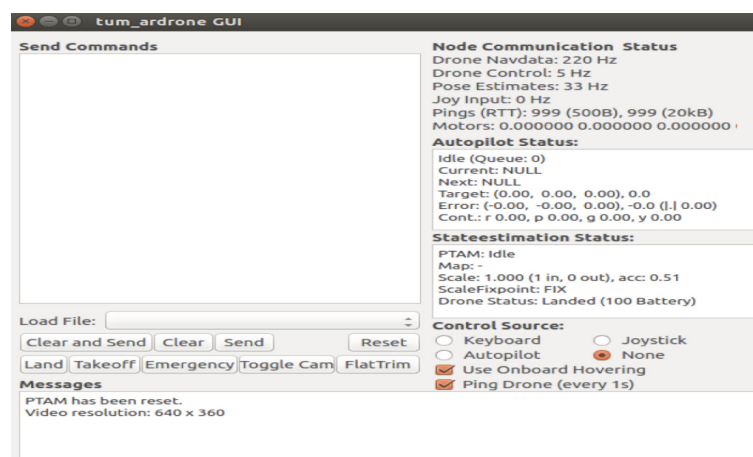 tum_ardrone GUI
Send Commands
Load File:
Clear and Send Clear Send Reset
Land Takeoff Emergency Toggle Cam FlatTrim
Node Communication Status
Drone Navdata: 220 Hz
Drone Control: 5 Hz
Pose Estimates: 33 Hz
Joy Input: 0 Hz
Pings (RTT): 999 (500B), 999 (20kB)
Motors: 0.000000 0.000000 0.000000
Autopilot Status:
Idle (Queue: 0)
Current: NULL
Next: NULL
Target: (0.00, 0.00, 0.00), 0.0
Error: (-0.00, -0.00, 0.00), -0.0 (|.| 0.00)
Cont.: r 0.00, p 0.00, g 0.00, y 0.00
Stateestimation Status:
PTAM: Idle
Map: -
Scale: 1.000 (1 in, 0 out), acc: 0.51
ScaleFixpoint: FIX
Drone Status: Landed (100 Battery)
Control Source:
Keyboard Joystick
Autopilot None
Use Onboard Hovering
Ping Drone (every 1s)
Messages
PTAM has been reset.
Video resolution: 640 x 360